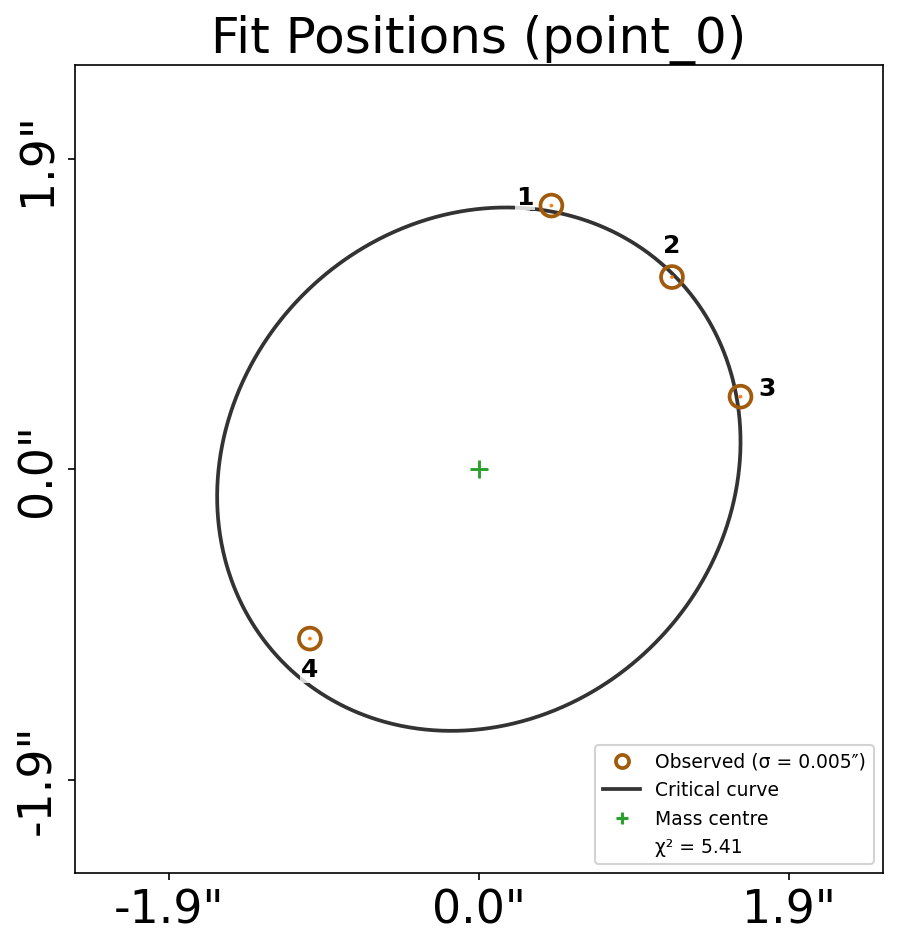 Fit Positions (point_0)
1.9"
0.0"
-1.9"
1
2
3
4
Observed (σ = 0.005″)
Critical curve
Mass centre
χ² = 5.41
-1.9"
0.0"
1.9"